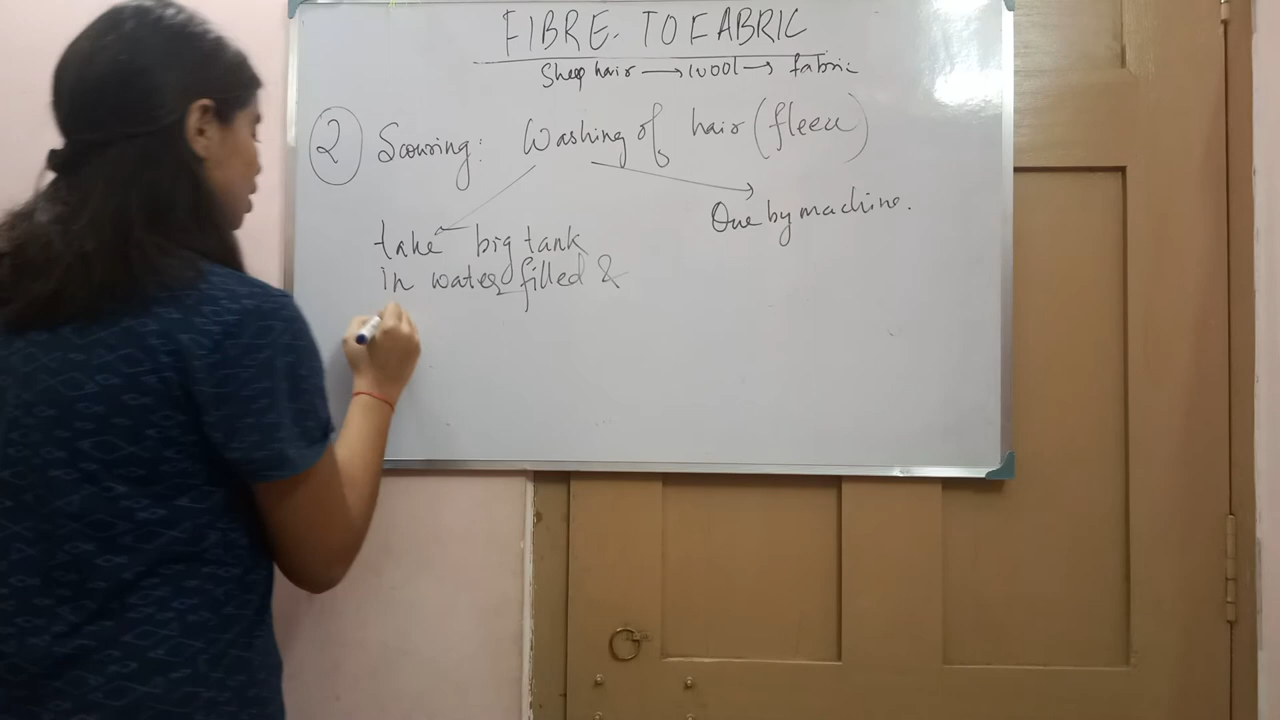 FIBRE. TO FABRIC
Sheep hair → wool → fabric
2 Scouring: Washing of hair (fleece)
One by machine.
take big tank
in water filled &